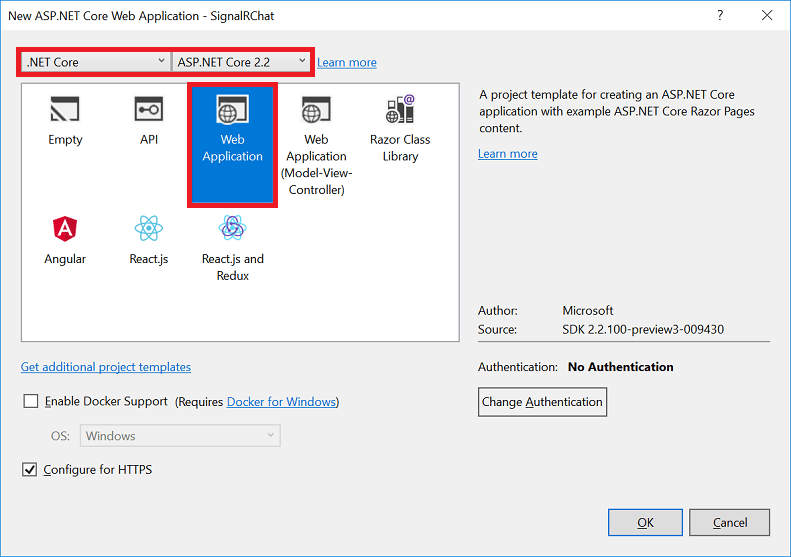 New ASP.NET Core Web Application - SignalRChat
.NET Core
ASP.NET Core 2.2
Learn more
Empty
API
Web
Application
Web
Application
(Model-View-
Controller)
Razor Class
Library
Angular
React.js
React.js and
Redux
A project template for creating an ASP.NET Core
application with example ASP.NET Core Razor Pages
content.
Learn more
Author: Microsoft
Source: SDK 2.2.100-preview3-009430
Get additional project templates
Authentication: No Authentication
Enable Docker Support (Requires Docker for Windows)
Change Authentication
OS: Windows
Configure for HTTPS
OK
Cancel